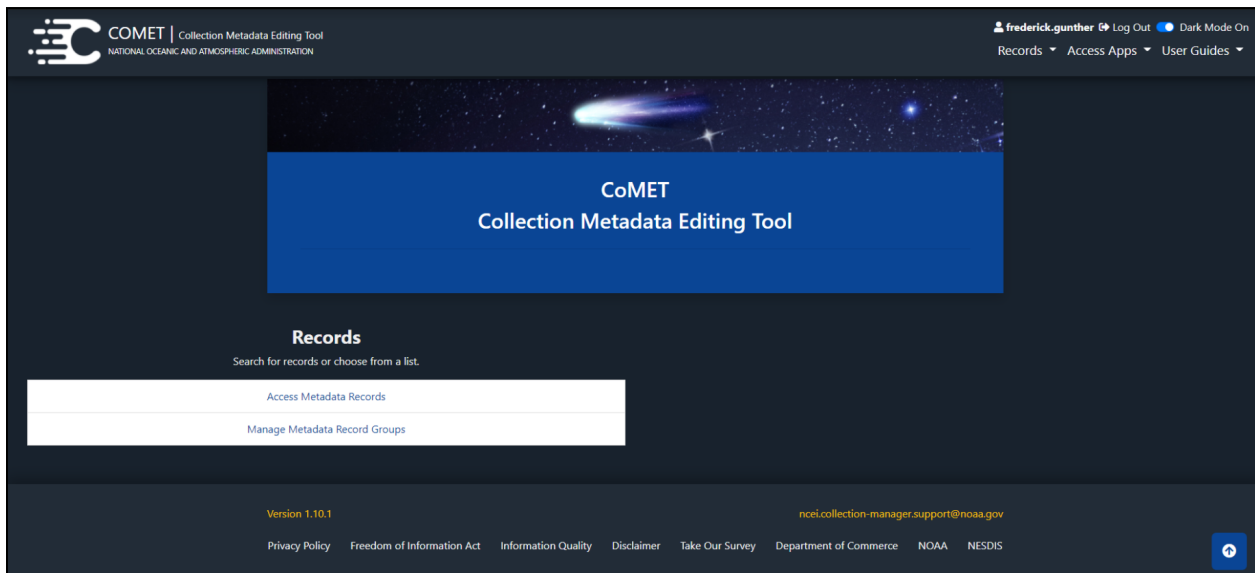 COMET | Collection Metadata Editing Tool
NATIONAL OCEANIC AND ATMOSPHERIC ADMINISTRATION
frederick.gunther Log Out Dark Mode On
Records Access Apps User Guides
CoMET
Collection Metadata Editing Tool
Records
Search for records or choose from a list.
Access Metadata Records
Manage Metadata Record Groups
Version 1.10.1 ncei.collection-manager.support@noaa.gov
Privacy Policy Freedom of Information Act Information Quality Disclaimer Take Our Survey Department of Commerce NOAA NESDIS